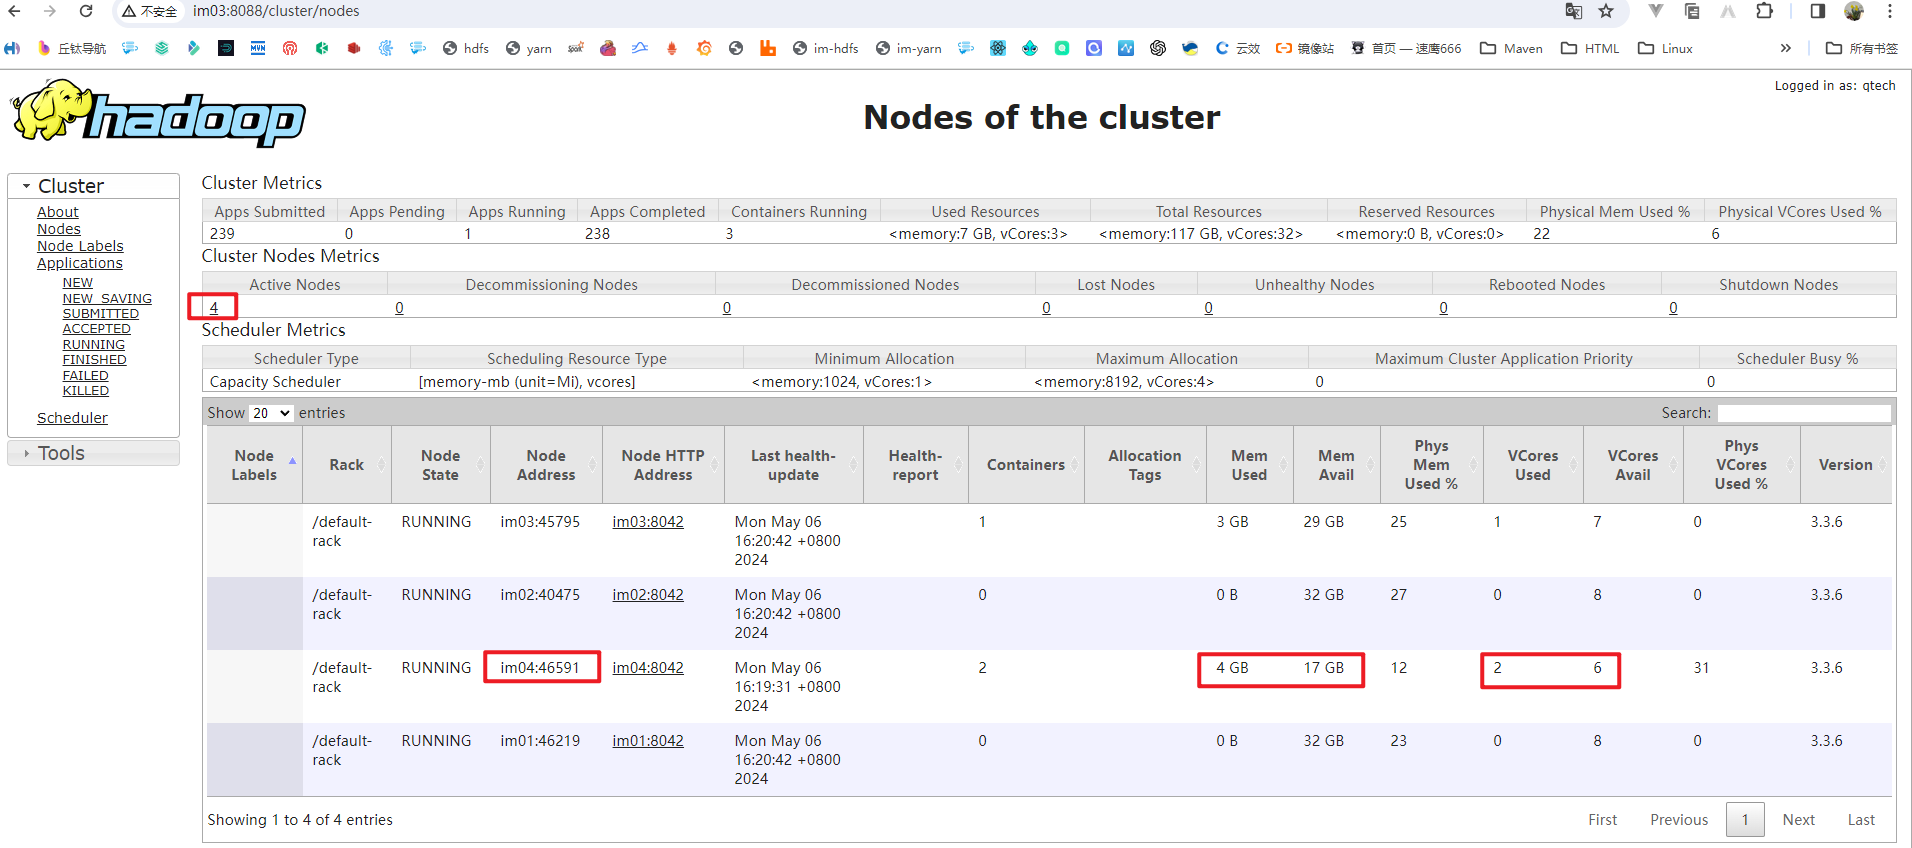 不安全 im03:8088/cluster/nodes
丘钛导航 MVN hdfs yarn im-hdfs im-yarn 云效 镜像站 首页 — 速鹰666 Maven HTML Linux » 所有书签
hadoop
Logged in as: qtech
Nodes of the cluster
Cluster
About
Nodes
Node Labels
Applications
NEW
NEW_SAVING
SUBMITTED
ACCEPTED
RUNNING
FINISHED
FAILED
KILLED
Scheduler
Tools
Cluster Metrics
Apps Submitted Apps Pending Apps Running Apps Completed Containers Running Used Resources Total Resources Reserved Resources Physical Mem Used % Physical VCores Used %
239 0 1 238 3 <memory:7 GB, vCores:3> <memory:117 GB, vCores:32> <memory:0 B, vCores:0> 22 6
Cluster Nodes Metrics
Active Nodes Decommissioning Nodes Decommissioned Nodes Lost Nodes Unhealthy Nodes Rebooted Nodes Shutdown Nodes
4 0 0 0 0 0 0
Scheduler Metrics
Scheduler Type Scheduling Resource Type Minimum Allocation Maximum Allocation Maximum Cluster Application Priority Scheduler Busy %
Capacity Scheduler [memory-mb (unit=Mi), vcores] <memory:1024, vCores:1> <memory:8192, vCores:4> 0 0
Show 20 entries Search:
Node Labels Rack Node State Node Address Node HTTP Address Last health-update Health-report Containers Allocation Tags Mem Used Mem Avail Phys Mem Used % VCores Used VCores Avail Phys VCores Used % Version
/default-rack RUNNING im03:45795 im03:8042 Mon May 06 16:20:42 +0800 2024 1 3 GB 29 GB 25 1 7 0 3.3.6
/default-rack RUNNING im02:40475 im02:8042 Mon May 06 16:20:42 +0800 2024 0 0 B 32 GB 27 0 8 0 3.3.6
/default-rack RUNNING im04:46591 im04:8042 Mon May 06 16:19:31 +0800 2024 2 4 GB 17 GB 12 2 6 31 3.3.6
/default-rack RUNNING im01:46219 im01:8042 Mon May 06 16:20:42 +0800 2024 0 0 B 32 GB 23 0 8 0 3.3.6
Showing 1 to 4 of 4 entries First Previous 1 Next Last